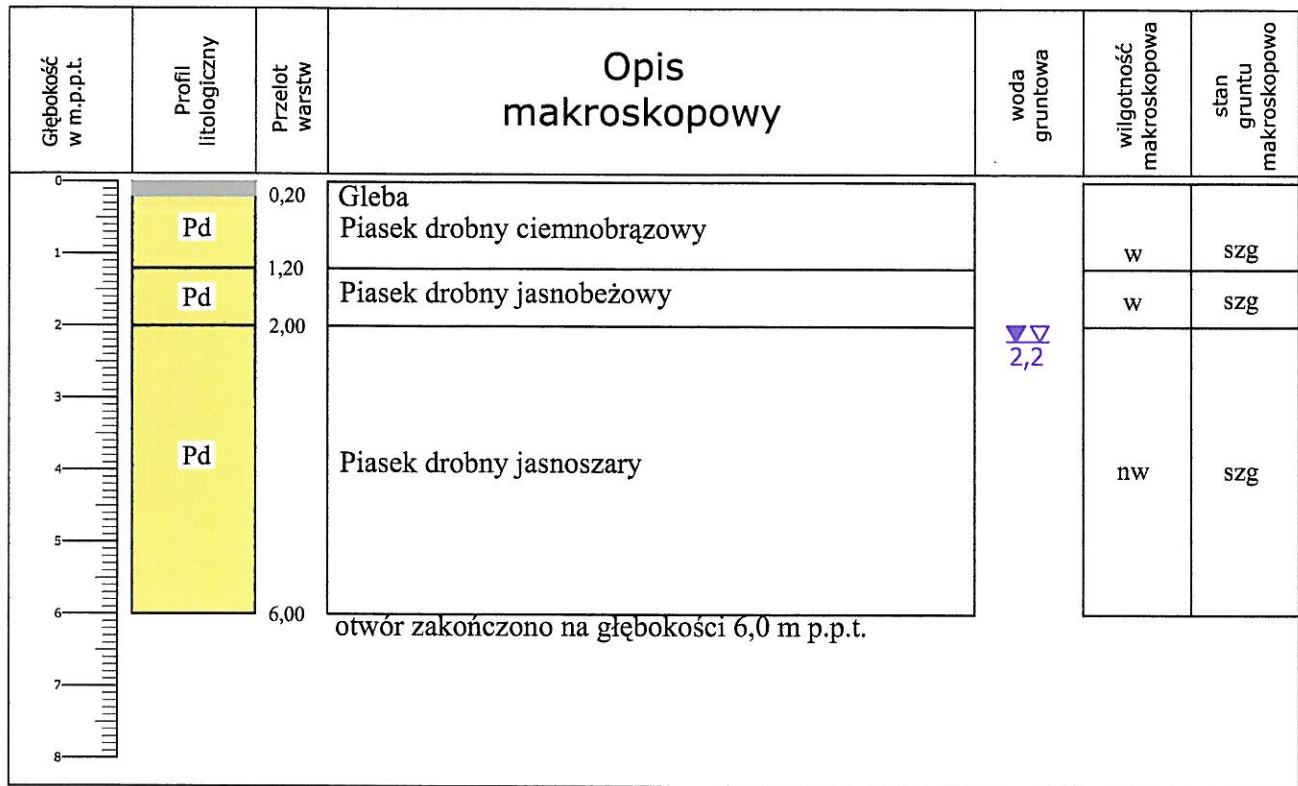 Głębokość
w m.p.p.t.
Profil
litologiczny
Przelot
warstw
Opis
makroskopowy
woda
gruntowa
wilgotność
makroskopowa
stan
gruntu
makroskopowo
0
0,20
Gleba
Pd
Piasek drobny ciemnobrązowy
1
w
szg
1,20
Pd
Piasek drobny jasnobeżowy
w
szg
2
2,00
2,2
3
Pd
Piasek drobny jasnoszary
nw
szg
4
5
6
6,00
otwór zakończono na głębokości 6,0 m p.p.t.
7
8